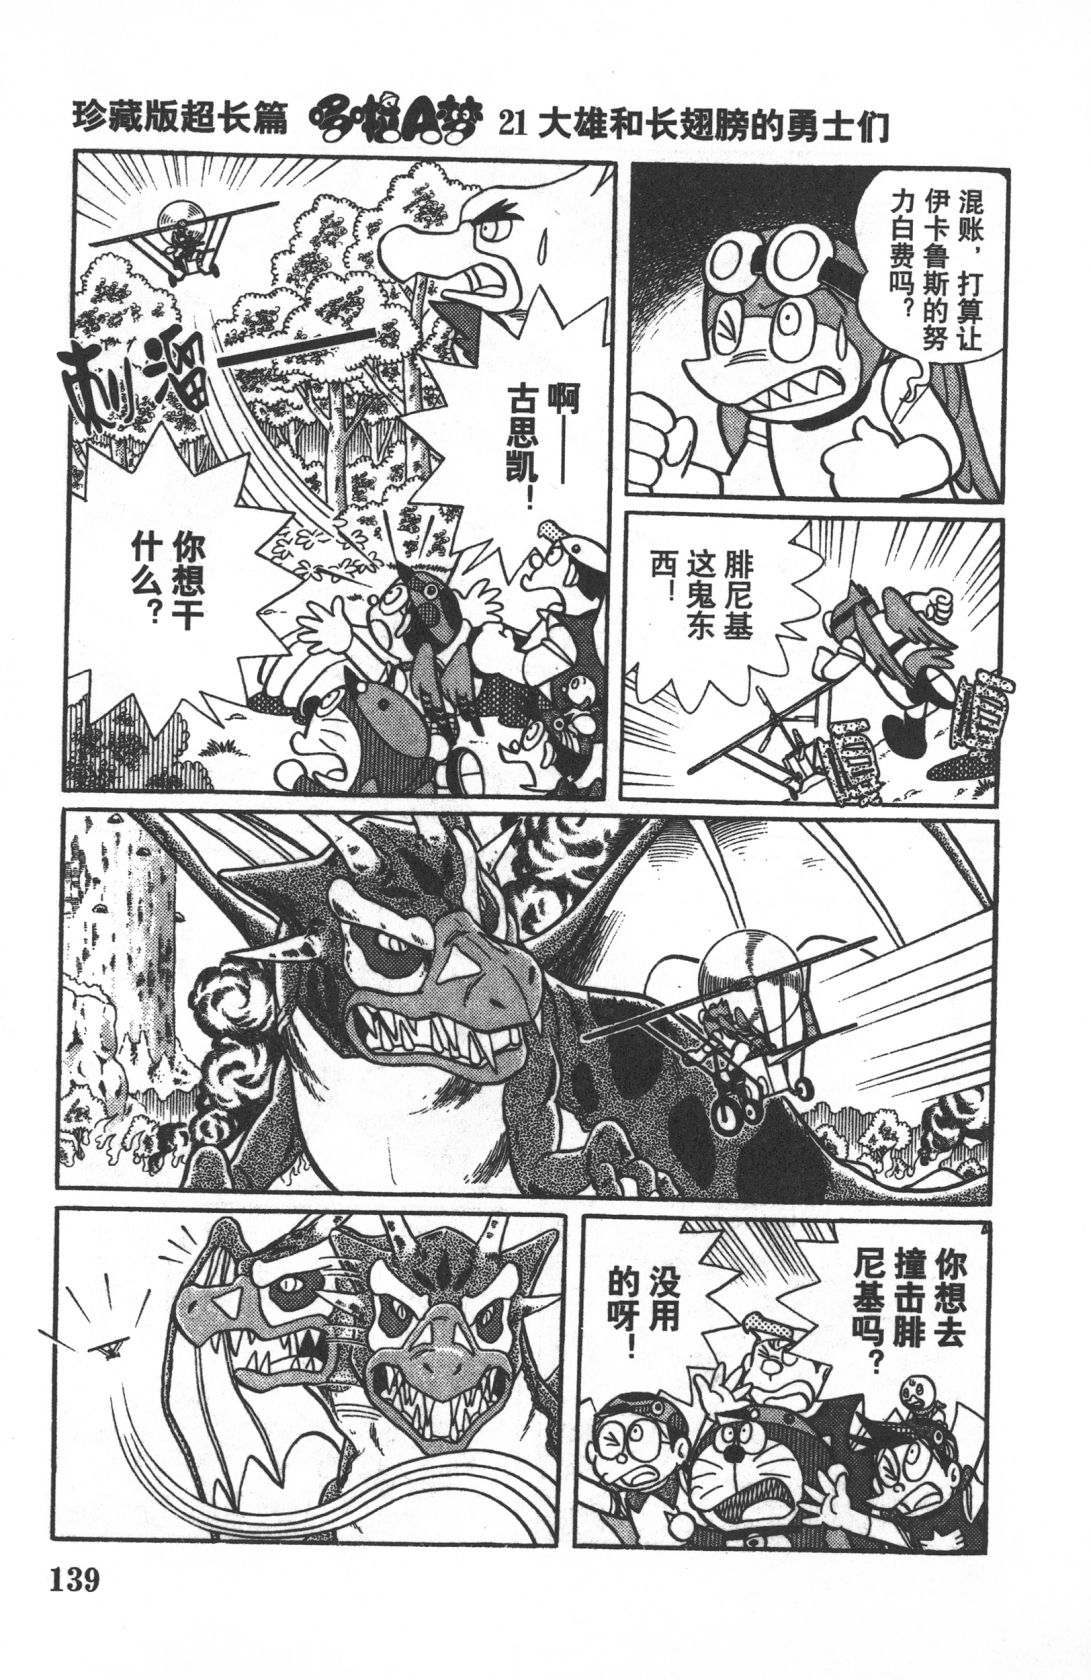 珍藏版超长篇 哆啦A梦 21 大雄和长翅膀的勇士们
混账，打算让
伊卡鲁斯的努
力白费吗？
腓尼基
这鬼东
西！
啊——
古思凯！
刺溜——
你想干
什么？
你想去
撞击腓
尼基吗？
没用
的呀！
139